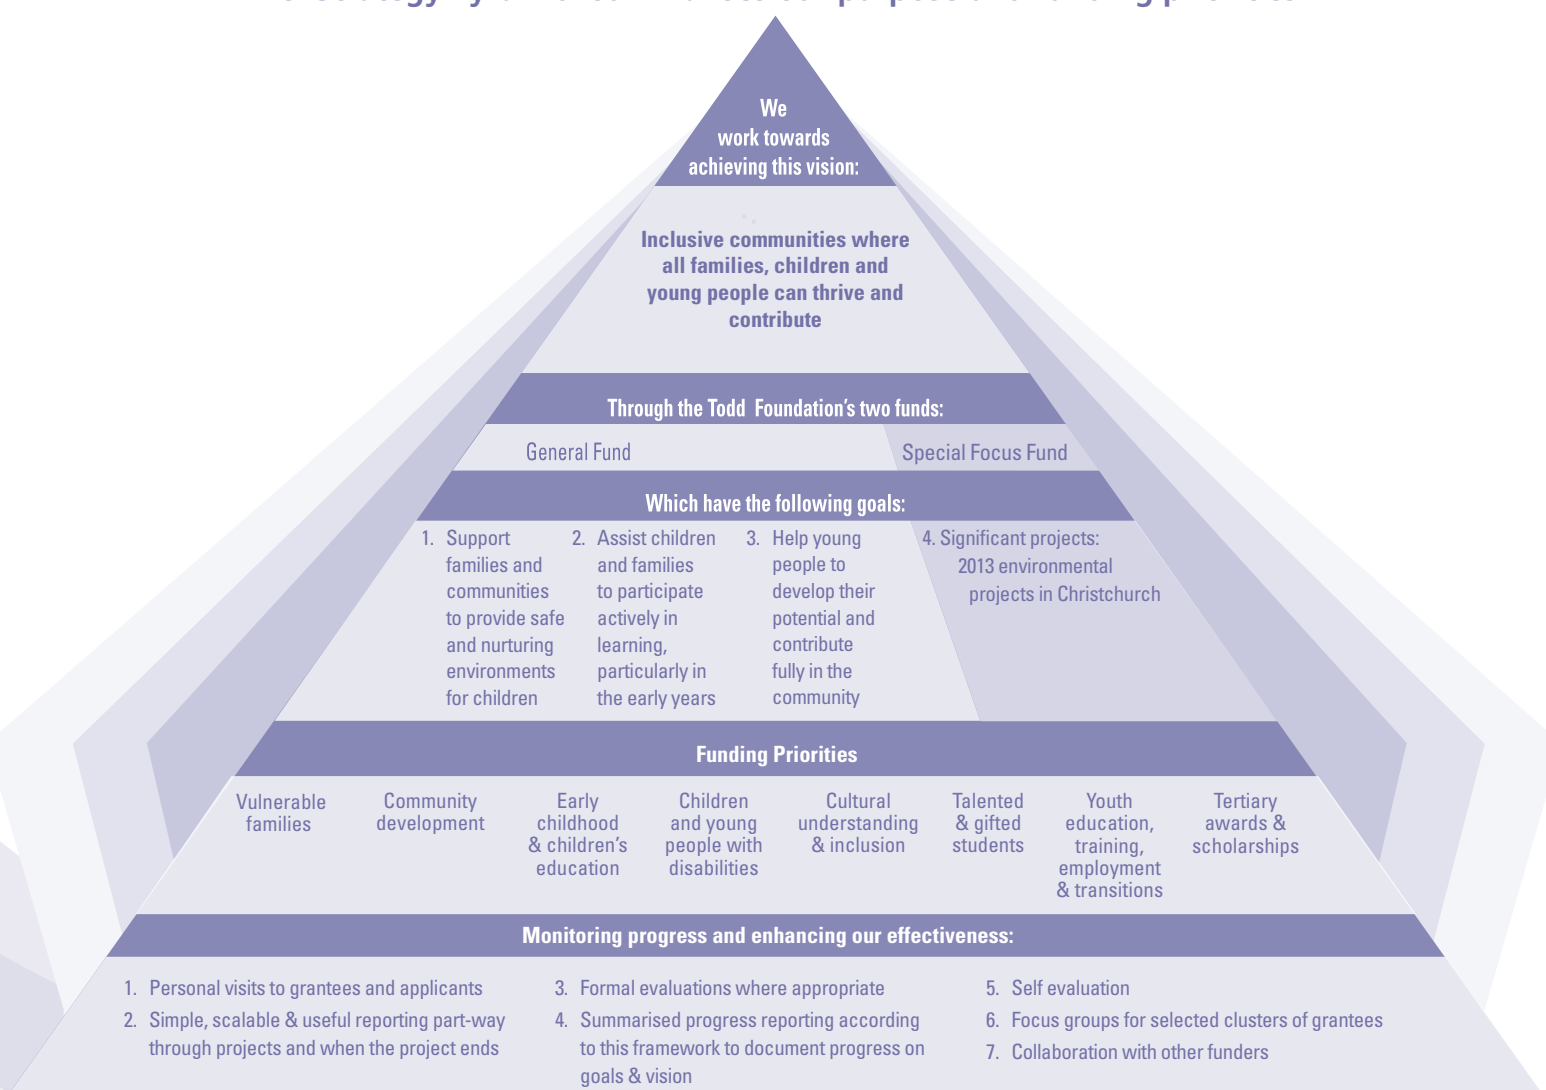 We
work towards
achieving this vision:
Inclusive communities where
all families, children and
young people can thrive and
contribute
Through the Todd Foundation's two funds:
General Fund
Special Focus Fund
Which have the following goals:
1. Support
families and
communities
to provide safe
and nurturing
environments
for children
2. Assist children
and families
to participate
actively in
learning,
particularly in
the early years
3. Help young
people to
develop their
potential and
contribute
fully in the
community
4. Significant projects:
2013 environmental
projects in Christchurch
Funding Priorities
Vulnerable
families
Community
development
Early
childhood
& children's
education
Children
and young
people with
disabilities
Cultural
understanding
& inclusion
Talented
& gifted
students
Youth
education,
training,
employment
& transitions
Tertiary
awards &
scholarships
Monitoring progress and enhancing our effectiveness:
1. Personal visits to grantees and applicants
2. Simple, scalable & useful reporting part-way
through projects and when the project ends
3. Formal evaluations where appropriate
4. Summarised progress reporting according
to this framework to document progress on
goals & vision
5. Self evaluation
6. Focus groups for selected clusters of grantees
7. Collaboration with other funders